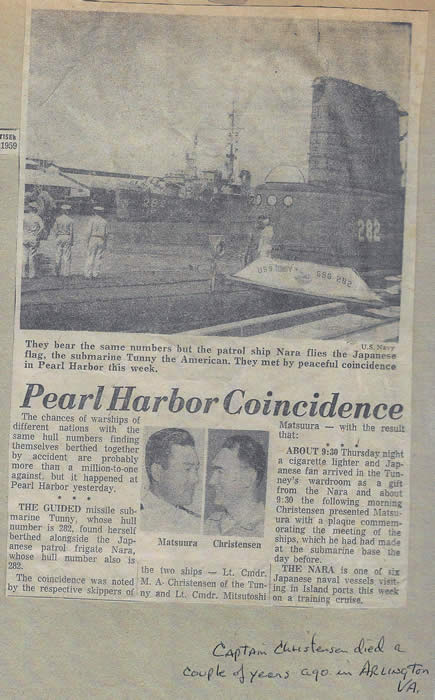 TISER
1959
282
282
USS TUNNY SSG 282
U.S. Navy
They bear the same numbers but the patrol ship Nara flies the Japanese
flag, the submarine Tunny the American. They met by peaceful coincidence
in Pearl Harbor this week.
Pearl Harbor Coincidence
The chances of warships of
different nations with the
same hull numbers finding
themselves berthed together
by accident are probably
more than a million-to-one
against, but it happened at
Pearl Harbor yesterday.
• • •
THE GUIDED missile sub-
marine Tunny, whose hull
number is 282, found herself
berthed alongside the Jap-
anese patrol frigate Nara,
whose hull number also is
282.
The coincidence was noted
by the respective skippers of
Matsuura Christensen
the two ships — Lt. Cmdr.
M. A. Christensen of the Tun-
ny and Lt. Cmdr. Mitsutoshi
Matsuura — with the result
that:
• • •
ABOUT 9:30 Thursday night
a cigarette lighter and Jap-
anese fan arrived in the Tun-
ney's wardroom as a gift
from the Nara and about
9:30 the following morning
Christensen presented Matsu-
ura with a plaque commem-
orating the meeting of the
ships, which he had had made
at the submarine base the
day before.
THE NARA is one of six
Japanese naval vessels visit-
ing in Island ports this week
on a training cruise.
Captain Christensen died a
couple of years ago in ARLINGTON
VA.